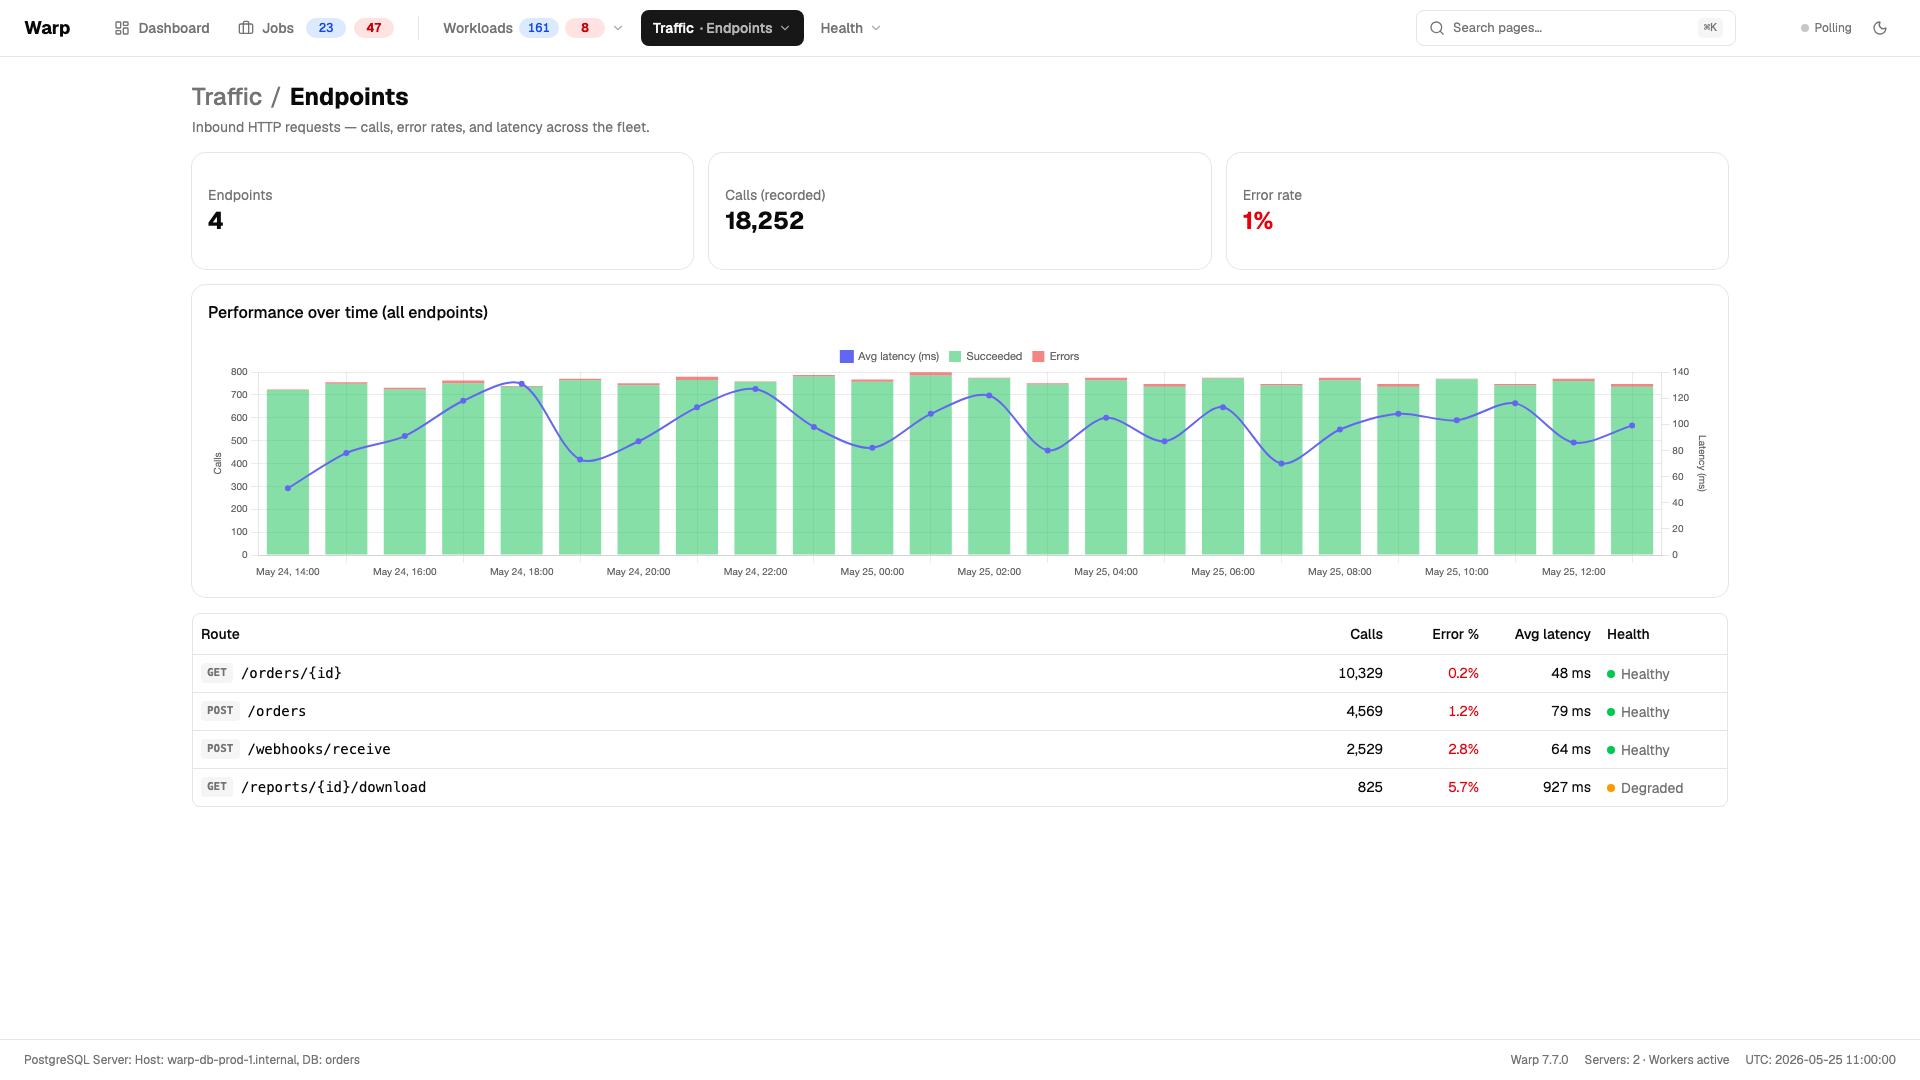 Warp
Dashboard
Jobs 23 47
Workloads 161 8
Traffic · Endpoints
Health
Search pages... ⌘K
Polling
Traffic / Endpoints
Inbound HTTP requests — calls, error rates, and latency across the fleet.
Endpoints
4
Calls (recorded)
18,252
Error rate
1%
Performance over time (all endpoints)
Avg latency (ms) Succeeded Errors
Calls
800
700
600
500
400
300
200
100
0
140
120
100
80
60
40
20
0
Latency (ms)
May 24, 14:00 May 24, 16:00 May 24, 18:00 May 24, 20:00 May 24, 22:00 May 25, 00:00 May 25, 02:00 May 25, 04:00 May 25, 06:00 May 25, 08:00 May 25, 10:00 May 25, 12:00
Route Calls Error % Avg latency Health
GET /orders/{id} 10,329 0.2% 48 ms Healthy
POST /orders 4,569 1.2% 79 ms Healthy
POST /webhooks/receive 2,529 2.8% 64 ms Healthy
GET /reports/{id}/download 825 5.7% 927 ms Degraded
PostgreSQL Server: Host: warp-db-prod-1.internal, DB: orders
Warp 7.7.0 Servers: 2 · Workers active UTC: 2026-05-25 11:00:00